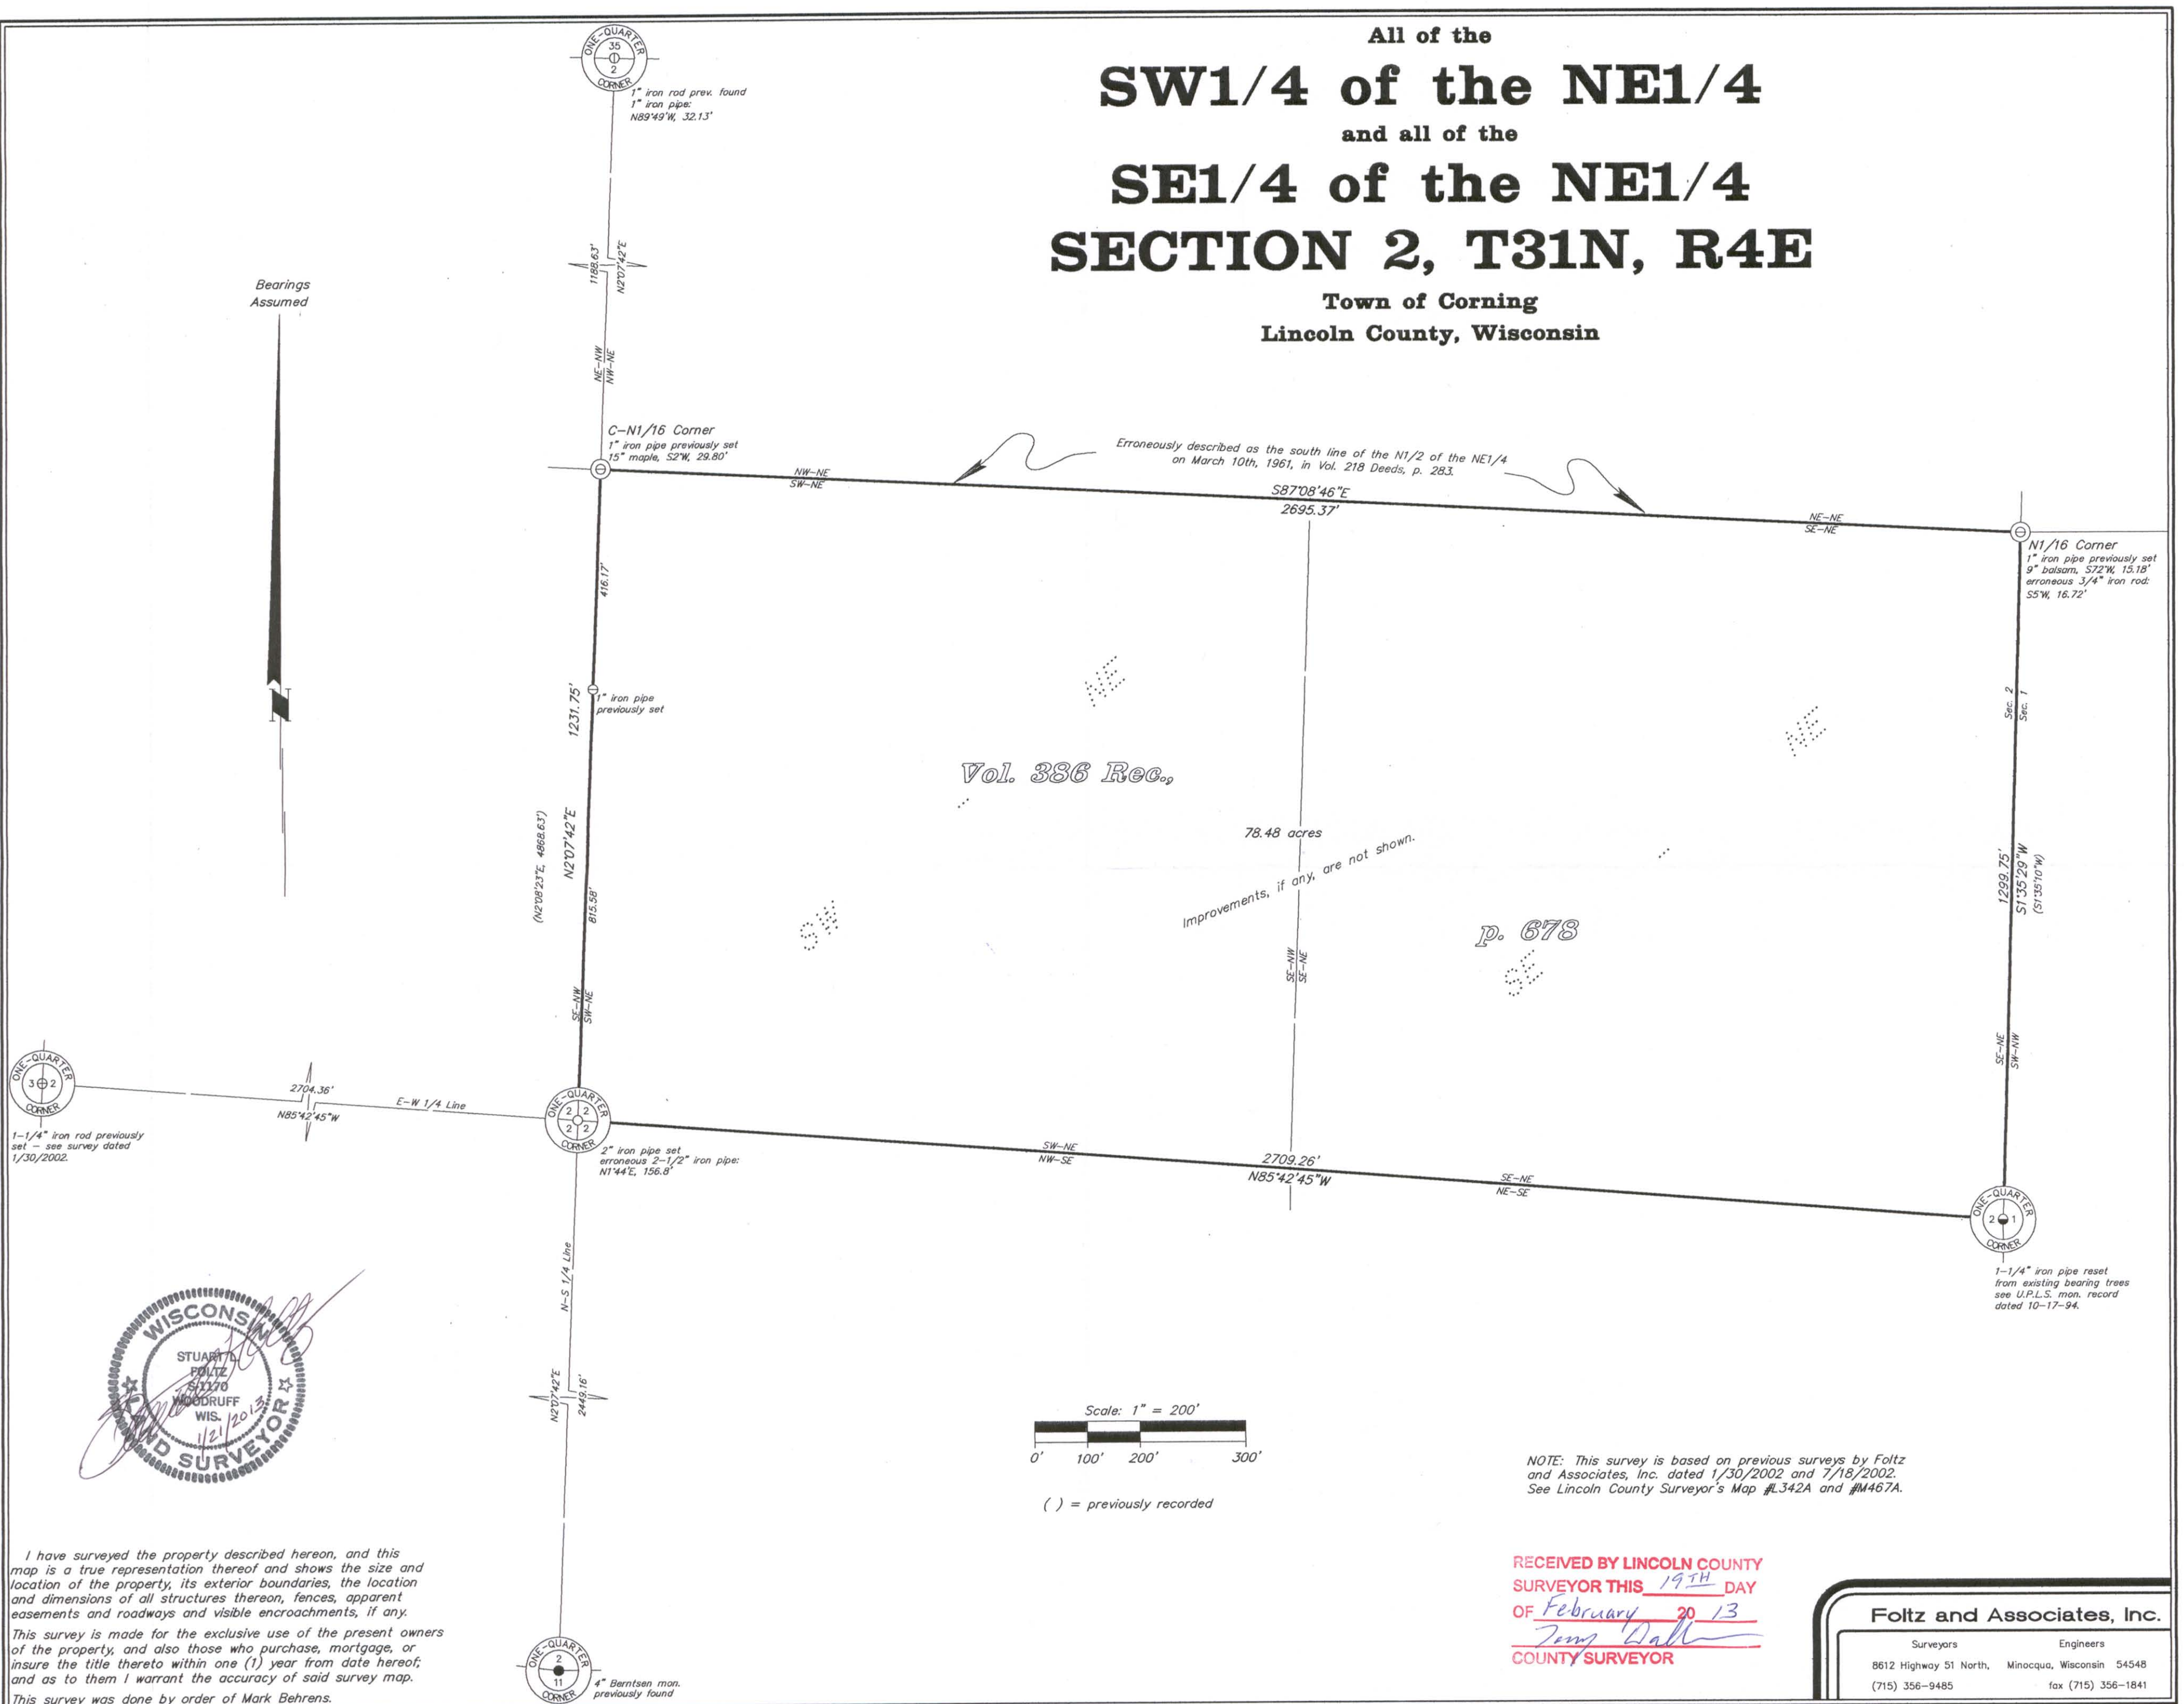 All of the
SW1/4 of the NE1/4
and all of the
SE1/4 of the NE1/4
SECTION 2, T31N, R4E
Town of Corning
Lincoln County, Wisconsin
ONE-QUARTER
35
2
CORNER
1" iron rod prev. found
1" iron pipe:
N89°49'W, 32.13'
1188.63'
N2°07'42"E
NE-NW
NW-NE
Bearings
Assumed
N
C-N1/16 Corner
1" iron pipe previously set
15" maple, S2°W, 29.80'
NW-NE
SW-NE
Erroneously described as the south line of the N1/2 of the NE1/4
on March 10th, 1961, in Vol. 218 Deeds, p. 283.
S87°08'46"E
2695.37'
NE-NE
SE-NE
N1/16 Corner
1" iron pipe previously set
9" balsam, S72°W, 15.18'
erroneous 3/4" iron rod:
S5°W, 16.72'
416.17'
1" iron pipe
previously set
1231.75'
N2°07'42"E
(N2°08'23"E, 4868.63')
815.58'
SE-NW
SW-NE
NE
NE
Vol. 386 Rec.,
78.48 acres
Improvements, if any, are not shown.
SW
p. 678
SE
SE-NW
SE-NE
Sec. 2
Sec. 1
1299.75'
S1°35'29"W
(S1°35'10"W)
SE-NE
SW-NW
ONE-QUARTER
3 2
CORNER
1-1/4" iron rod previously
set - see survey dated
1/30/2002.
2704.36'
N85°42'45"W
E-W 1/4 Line
ONE-QUARTER
2 2
2 2
CORNER
2" iron pipe set
erroneous 2-1/2" iron pipe:
N1°44'E, 156.8'
SW-NE
NW-SE
2709.26'
N85°42'45"W
SE-NE
NE-SE
ONE-QUARTER
2 1
CORNER
1-1/4" iron pipe reset
from existing bearing trees
see U.P.L.S. mon. record
dated 10-17-94.
N-S 1/4 Line
N2°07'42"E
2449.16'
WISCONSIN
STUART L.
FOLTZ
S-1170
WOODRUFF
WIS.
1/21/2013
LAND SURVEYOR
Scale: 1" = 200'
0' 100' 200' 300'
( ) = previously recorded
NOTE: This survey is based on previous surveys by Foltz
and Associates, Inc. dated 1/30/2002 and 7/18/2002.
See Lincoln County Surveyor's Map #L342A and #M467A.
I have surveyed the property described hereon, and this
map is a true representation thereof and shows the size and
location of the property, its exterior boundaries, the location
and dimensions of all structures thereon, fences, apparent
easements and roadways and visible encroachments, if any.
This survey is made for the exclusive use of the present owners
of the property, and also those who purchase, mortgage, or
insure the title thereto within one (1) year from date hereof;
and as to them I warrant the accuracy of said survey map.
This survey was done by order of Mark Behrens.
ONE-QUARTER
2
11
CORNER
4" Berntsen mon.
previously found
RECEIVED BY LINCOLN COUNTY
SURVEYOR THIS 19TH DAY
OF February 20 13
COUNTY SURVEYOR
Foltz and Associates, Inc.
Surveyors Engineers
8612 Highway 51 North, Minocqua, Wisconsin 54548
(715) 356-9485 fax (715) 356-1841